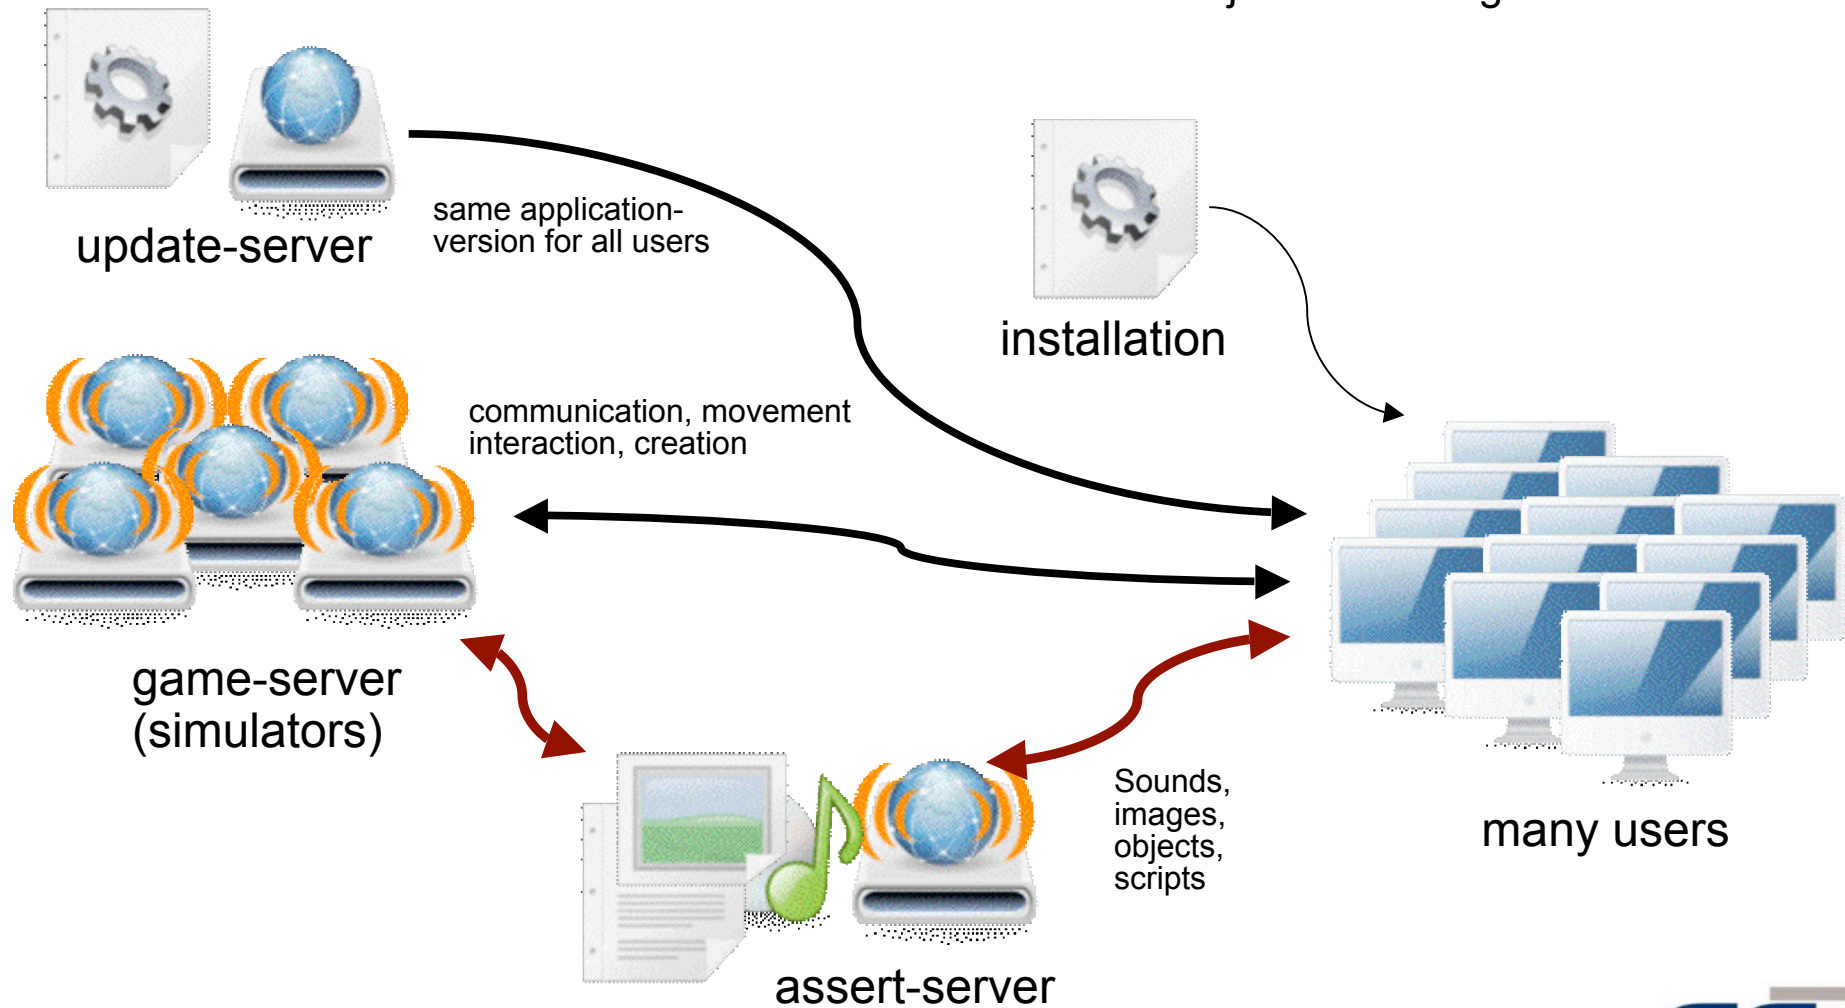 update-server
same application-
version for all users
installation
communication, movement
interaction, creation
game-server
(simulators)
Sounds,
images,
objects,
scripts
many users
assert-server